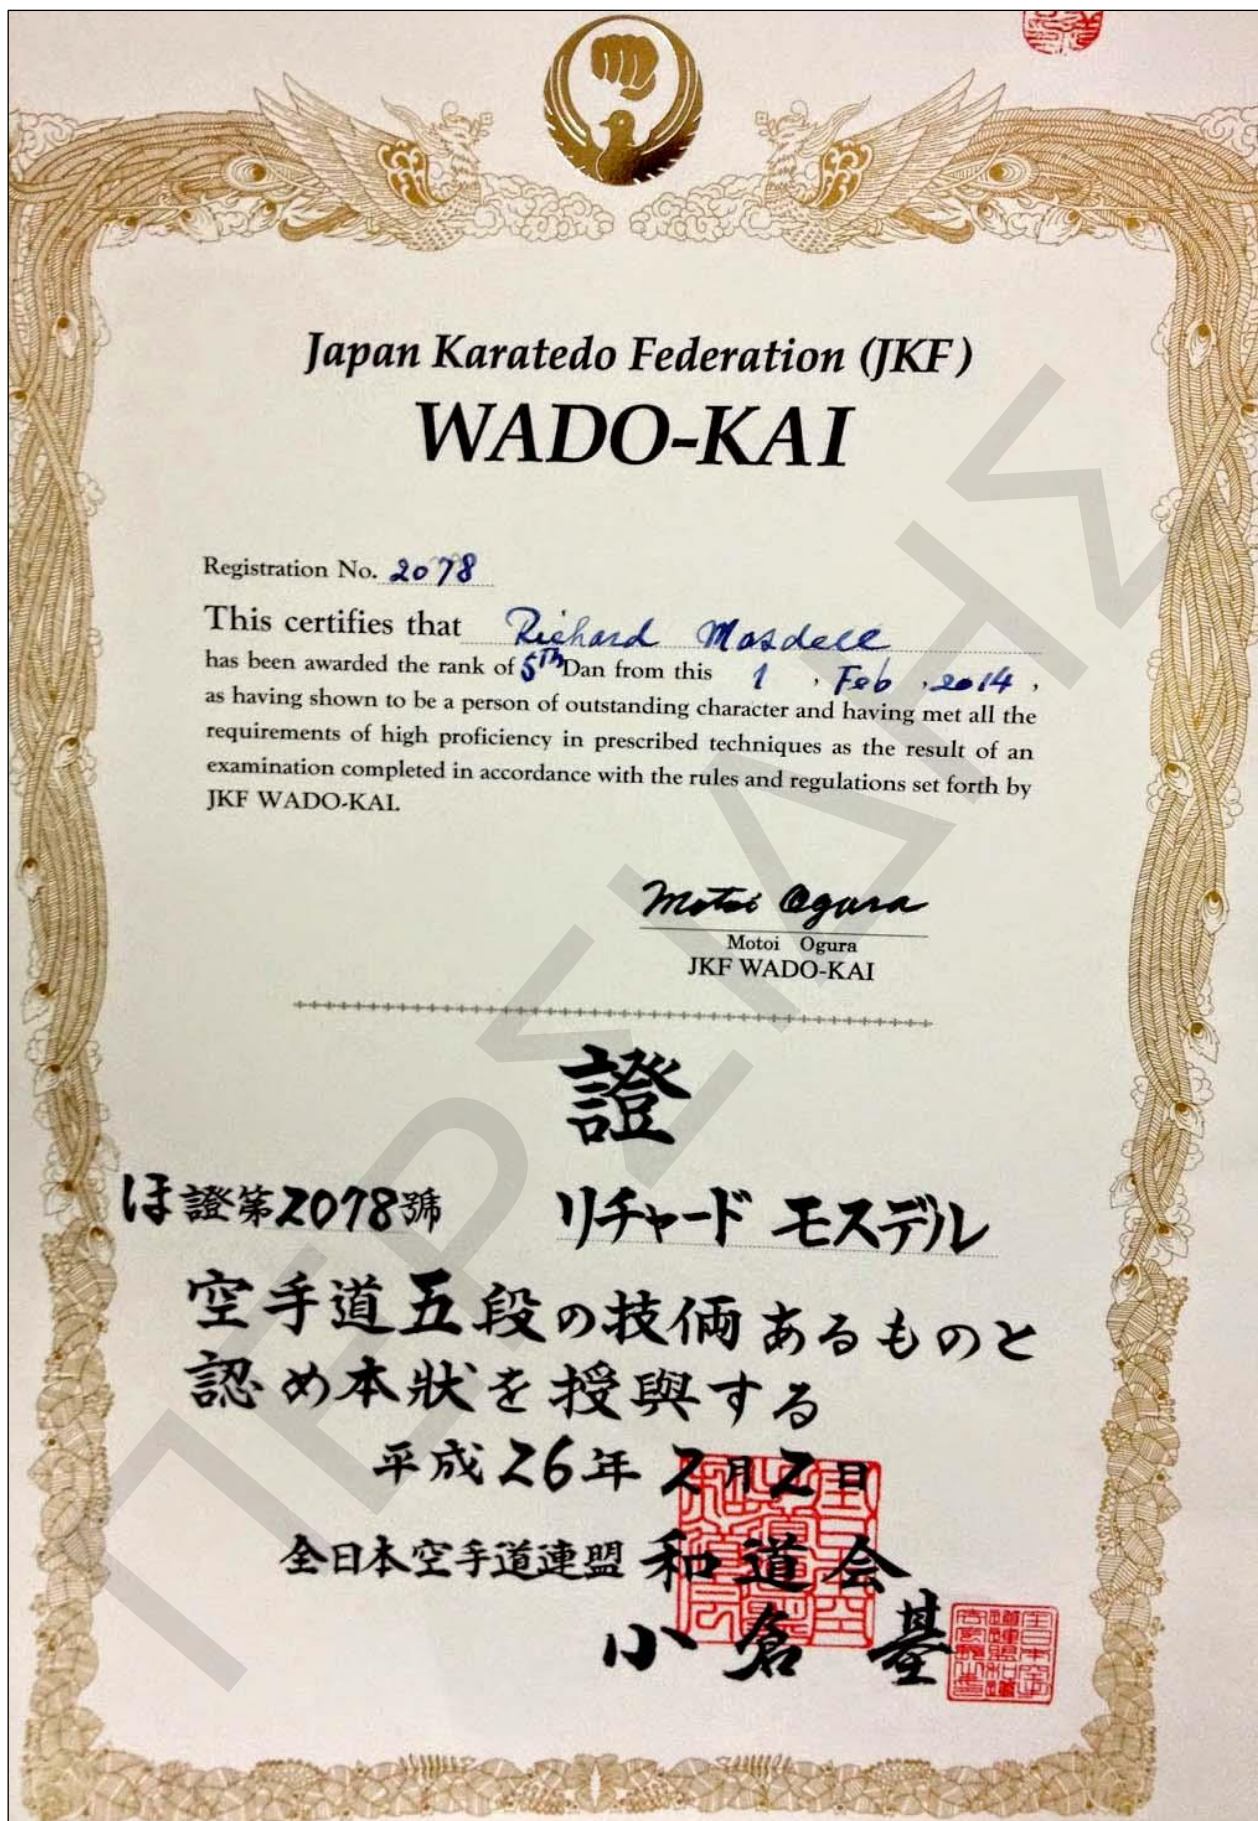 Japan Karatedo Federation (JKF)
WADO-KAI
Registration No. 2078
This certifies that Richard Mosdell
has been awarded the rank of 5th Dan from this 1, Feb, 2014,
as having shown to be a person of outstanding character and having met all the
requirements of high proficiency in prescribed techniques as the result of an
examination completed in accordance with the rules and regulations set forth by
JKF WADO-KAI.
Motoi Ogura
Motoi Ogura
JKF WADO-KAI
證
ほ證第2078號 リチャード モスデル
空手道五段の技倆あるものと
認め本狀を授與する
平成26年2月2日
全日本空手道連盟 和道会
小倉 基
ΠΕΡΣΙΔΗΣ